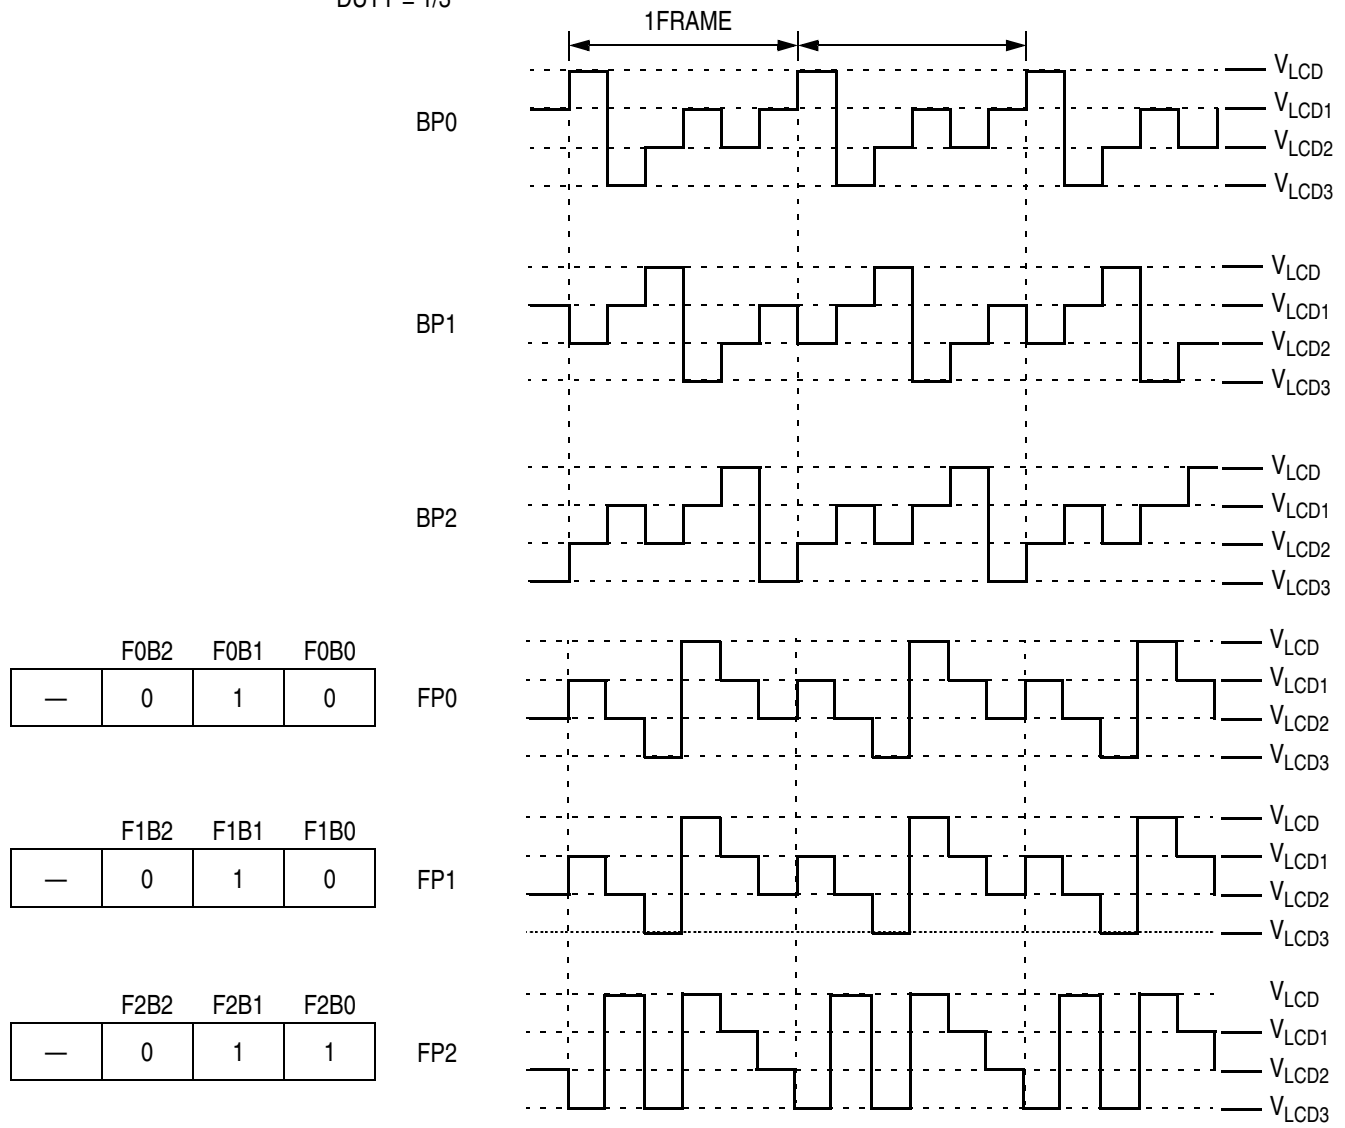 DUTY = 1/3
1FRAME
BP0
VLCD
VLCD1
VLCD2
VLCD3
BP1
VLCD
VLCD1
VLCD2
VLCD3
BP2
VLCD
VLCD1
VLCD2
VLCD3
F0B2 F0B1 F0B0
— 0 1 0
FP0
VLCD
VLCD1
VLCD2
VLCD3
F1B2 F1B1 F1B0
— 0 1 0
FP1
VLCD
VLCD1
VLCD2
VLCD3
F2B2 F2B1 F2B0
— 0 1 1
FP2
VLCD
VLCD1
VLCD2
VLCD3